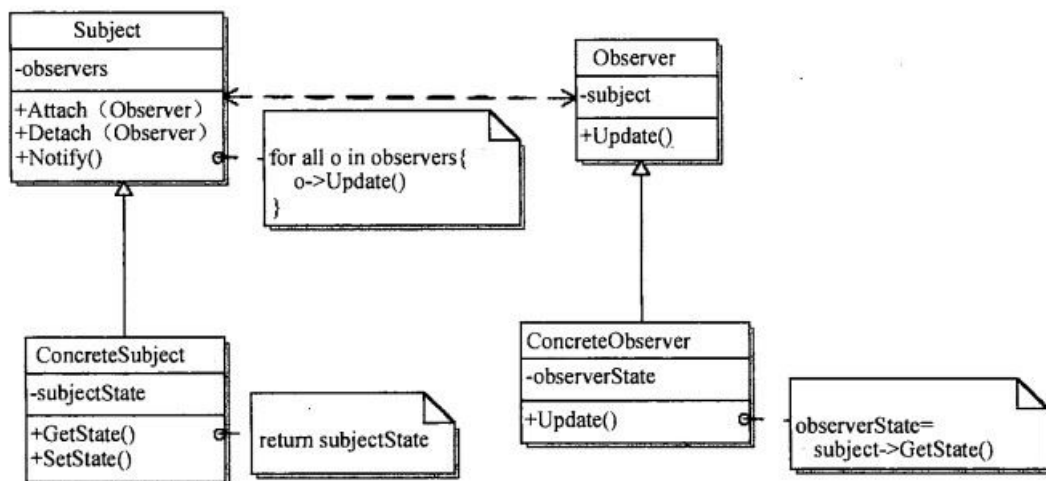 Subject
-observers
+Attach（Observer）
+Detach（Observer）
+Notify()
for all o in observers{
o->Update()
}
Observer
-subject
+Update()
ConcreteSubject
-subjectState
+GetState()
+SetState()
return subjectState
ConcreteObserver
-observerState
+Update()
observerState=
subject->GetState()